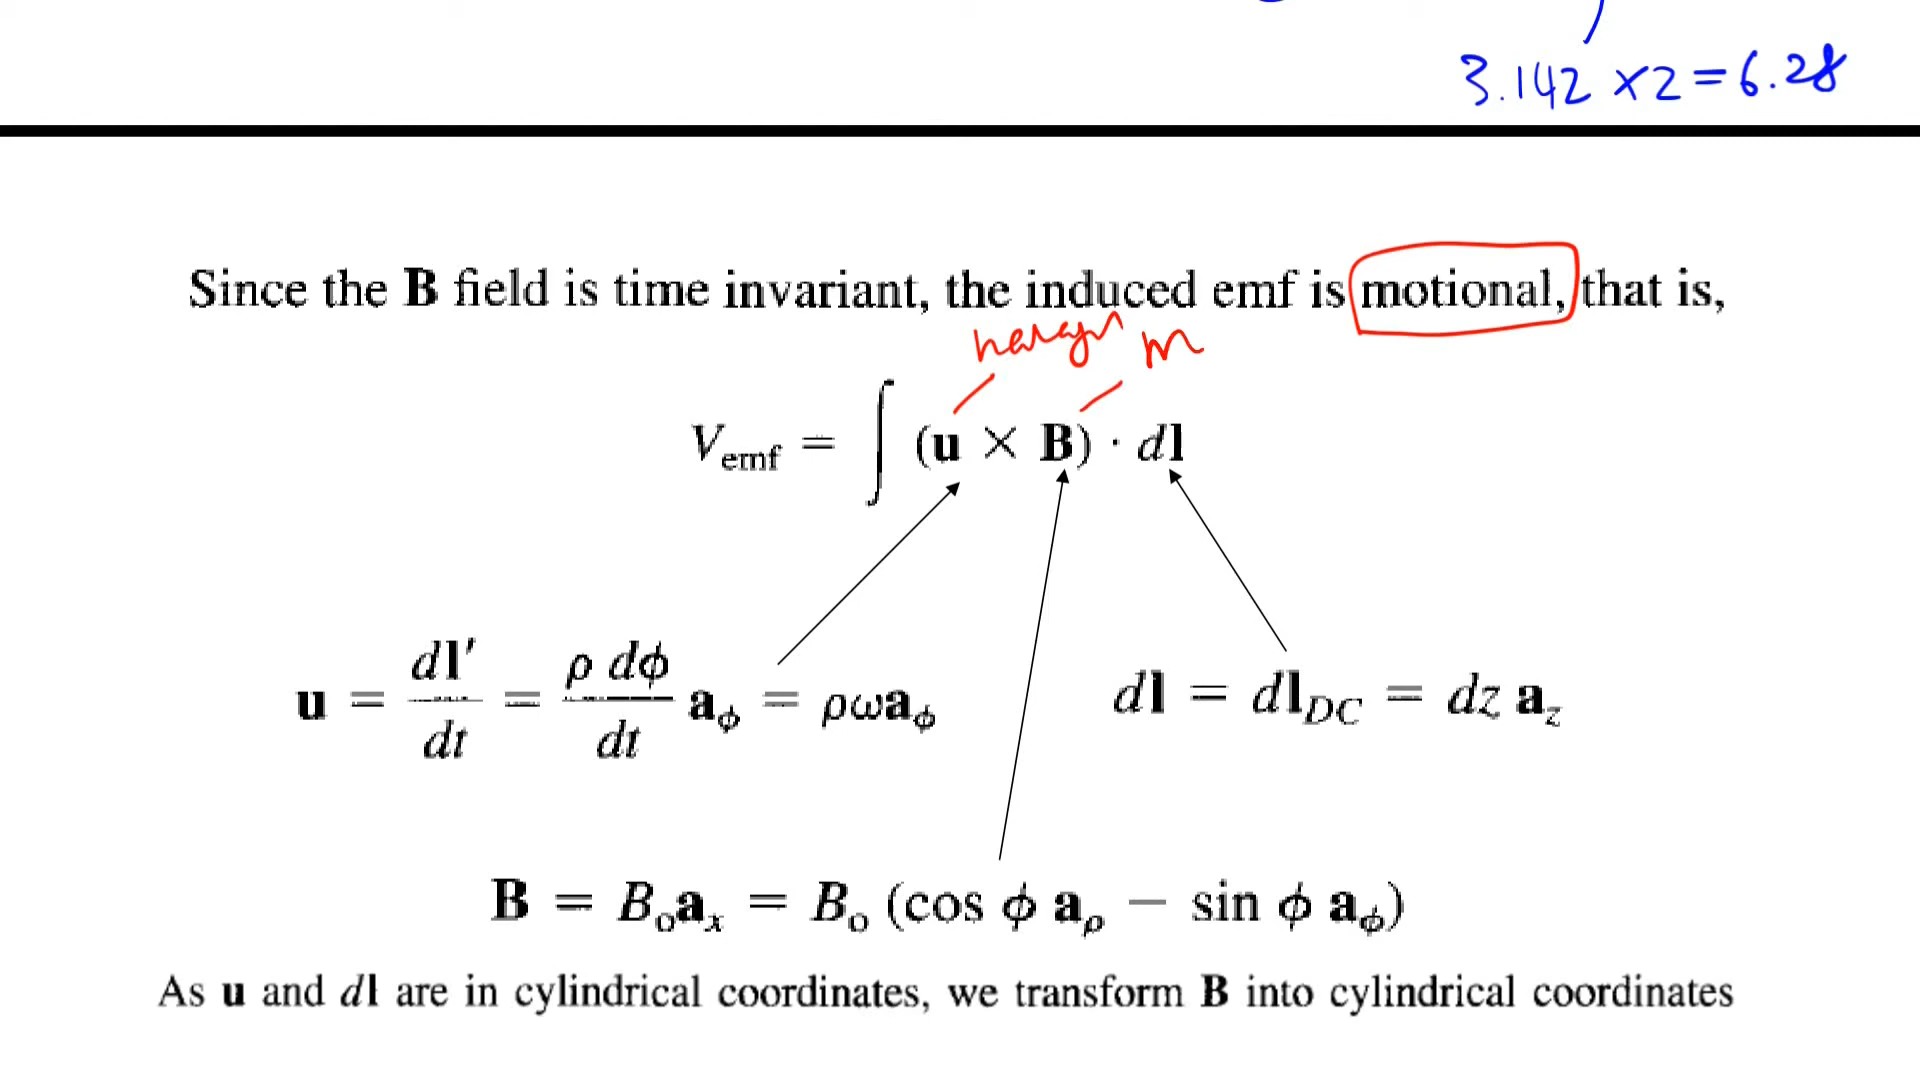 3.142 × 2 = 6.28
Since the B field is time invariant, the induced emf is motional, that is,
m
V_emf = ∫ (u × B) · dl
u = dl′/dt = ρ dϕ/dt a_ϕ = ρωa_ϕ
dl = dl_DC = dz a_z
B = B_o a_x = B_o (cos ϕ a_ρ − sin ϕ a_ϕ)
As u and dl are in cylindrical coordinates, we transform B into cylindrical coordinates